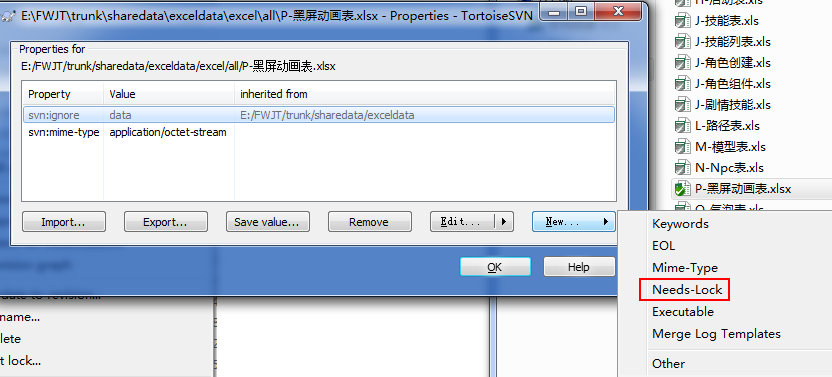 E:\FWJT\trunk\sharedata\exceldata\excel\all\P-黑屏动画表.xlsx - Properties - TortoiseSVN
Properties for
E:/FWJT/trunk/sharedata/exceldata/excel/all/P-黑屏动画表.xlsx
Property Value inherited from
svn:ignore data E:/FWJT/trunk/sharedata/exceldata
svn:mime-type application/octet-stream
Import... Export... Save value... Remove Edit... New...
OK Help
name...
lete
t lock...
J-技能表.xls
J-技能列表.xls
J-角色创建.xls
J-角色组件.xls
J-剧情技能.xls
L-路径表.xls
M-模型表.xls
N-Npc表.xls
P-黑屏动画表.xlsx
Keywords
EOL
Mime-Type
Needs-Lock
Executable
Merge Log Templates
Other